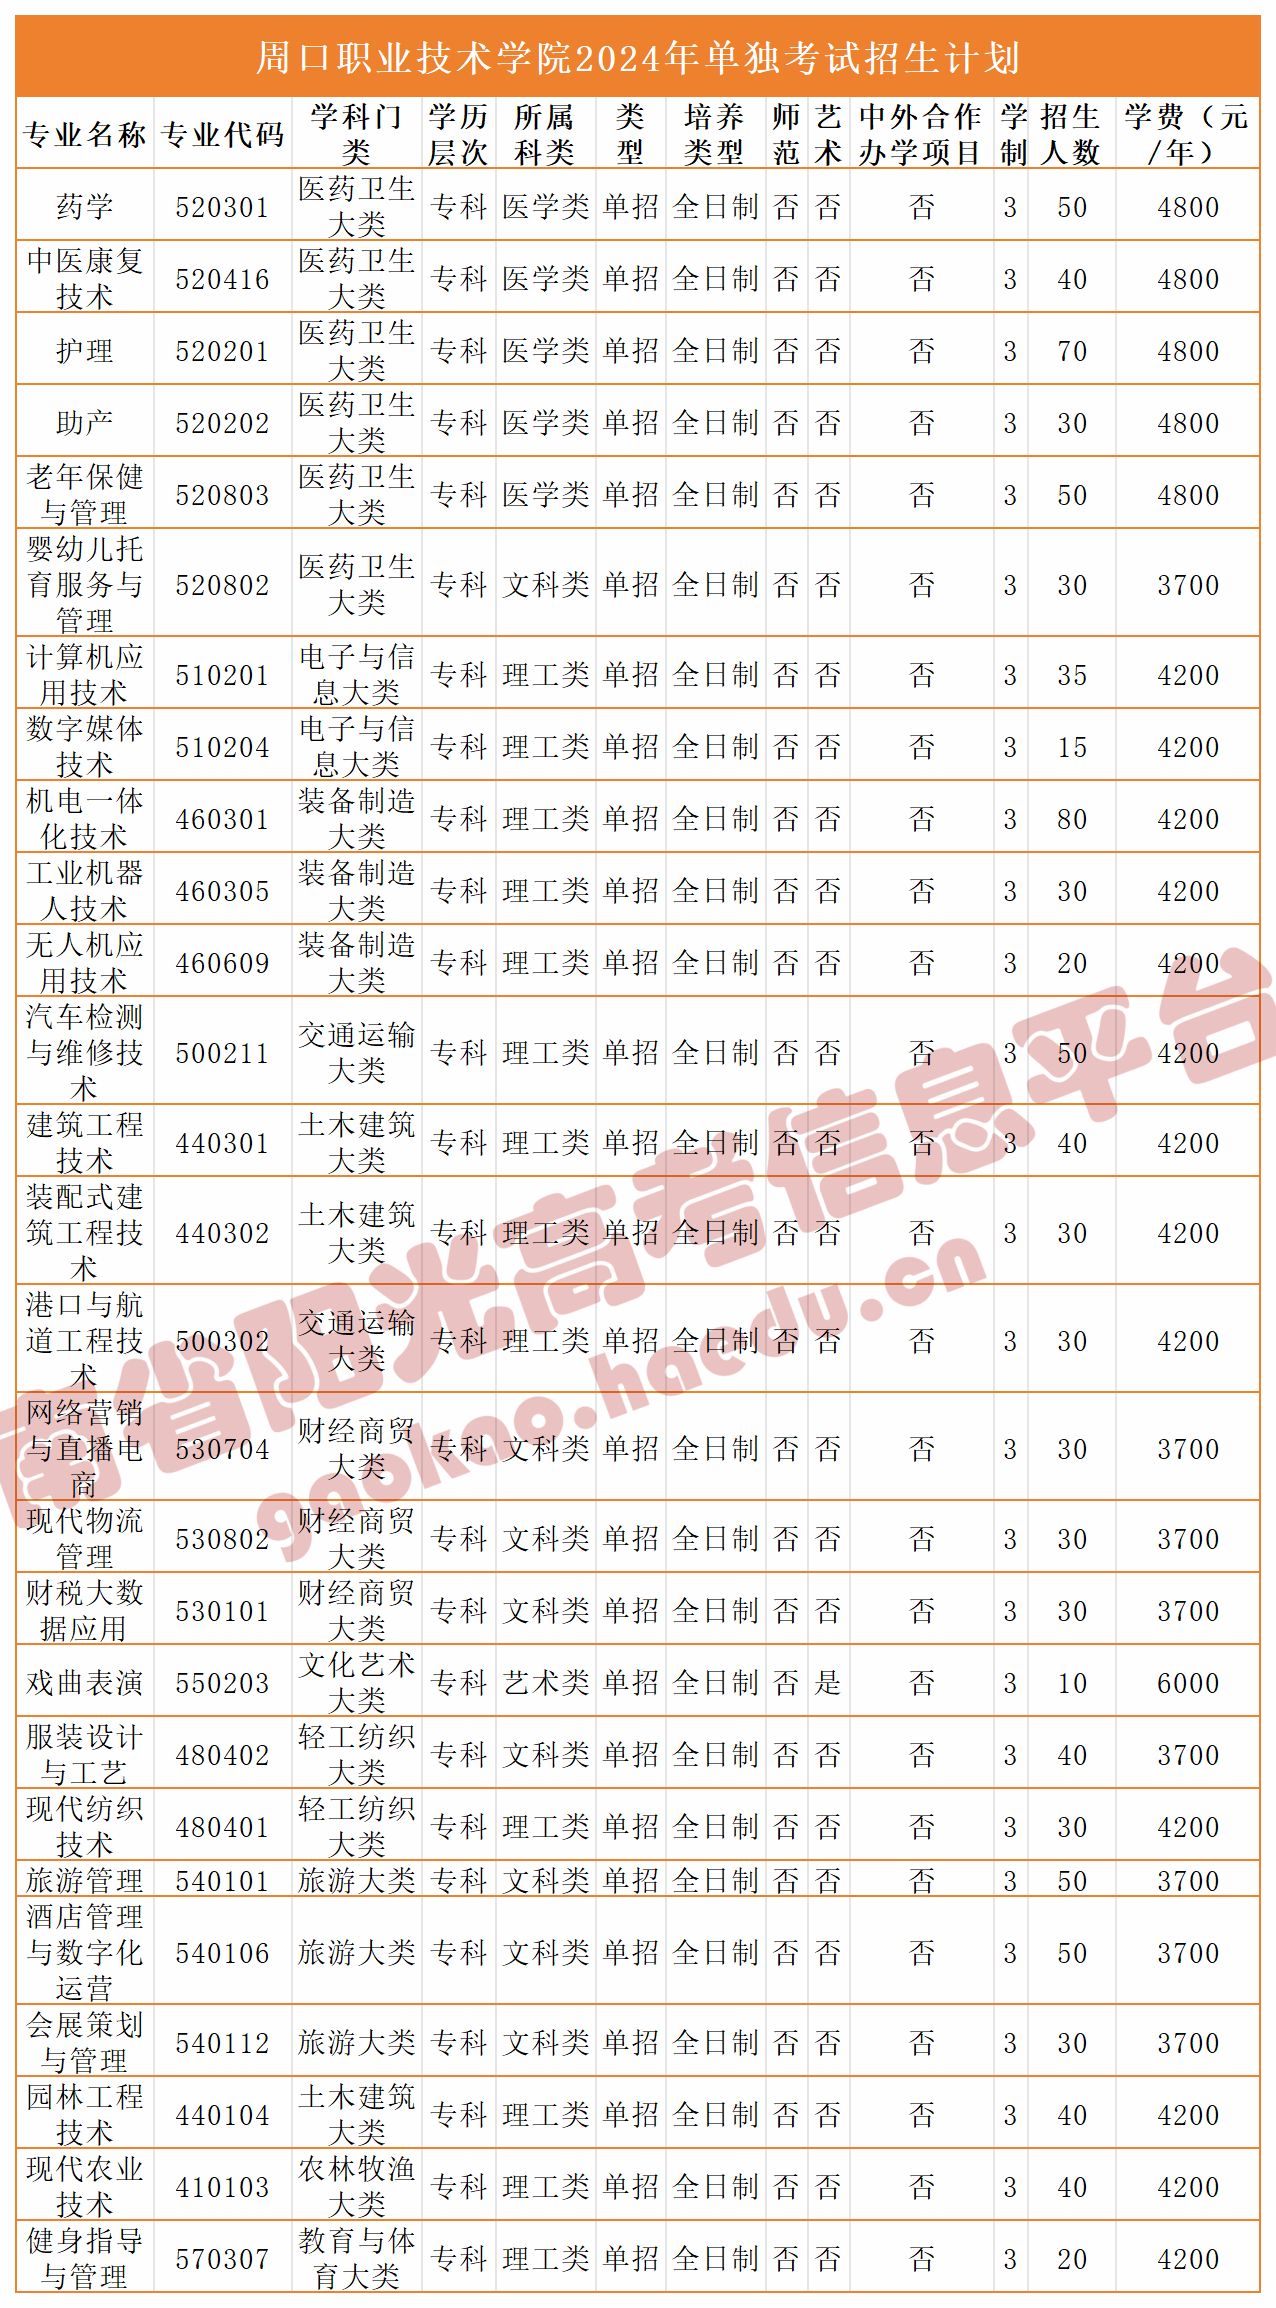 周口职业技术学院2024年单独考试招生计划
专业名称 专业代码 学科门类 学历层次 所属科类 类型 培养类型 师范 艺术 中外合作办学项目 学制 招生人数 学费（元/年）
药学 520301 医药卫生大类 专科 医学类 单招 全日制 否 否 否 3 50 4800
中医康复技术 520416 医药卫生大类 专科 医学类 单招 全日制 否 否 否 3 40 4800
护理 520201 医药卫生大类 专科 医学类 单招 全日制 否 否 否 3 70 4800
助产 520202 医药卫生大类 专科 医学类 单招 全日制 否 否 否 3 30 4800
老年保健与管理 520803 医药卫生大类 专科 医学类 单招 全日制 否 否 否 3 50 4800
婴幼儿托育服务与管理 520802 医药卫生大类 专科 文科类 单招 全日制 否 否 否 3 30 3700
计算机应用技术 510201 电子与信息大类 专科 理工类 单招 全日制 否 否 否 3 35 4200
数字媒体技术 510204 电子与信息大类 专科 理工类 单招 全日制 否 否 否 3 15 4200
机电一体化技术 460301 装备制造大类 专科 理工类 单招 全日制 否 否 否 3 80 4200
工业机器人技术 460305 装备制造大类 专科 理工类 单招 全日制 否 否 否 3 30 4200
无人机应用技术 460609 装备制造大类 专科 理工类 单招 全日制 否 否 否 3 20 4200
汽车检测与维修技术 500211 交通运输大类 专科 理工类 单招 全日制 否 否 否 3 50 4200
建筑工程技术 440301 土木建筑大类 专科 理工类 单招 全日制 否 否 否 3 40 4200
装配式建筑工程技术 440302 土木建筑大类 专科 理工类 单招 全日制 否 否 否 3 30 4200
港口与航道工程技术 500302 交通运输大类 专科 理工类 单招 全日制 否 否 否 3 30 4200
网络营销与直播电商 530704 财经商贸大类 专科 文科类 单招 全日制 否 否 否 3 30 3700
现代物流管理 530802 财经商贸大类 专科 文科类 单招 全日制 否 否 否 3 30 3700
财税大数据应用 530101 财经商贸大类 专科 文科类 单招 全日制 否 否 否 3 30 3700
戏曲表演 550203 文化艺术大类 专科 艺术类 单招 全日制 否 是 否 3 10 6000
服装设计与工艺 480402 轻工纺织大类 专科 文科类 单招 全日制 否 否 否 3 40 3700
现代纺织技术 480401 轻工纺织大类 专科 理工类 单招 全日制 否 否 否 3 30 4200
旅游管理 540101 旅游大类 专科 文科类 单招 全日制 否 否 否 3 50 3700
酒店管理与数字化运营 540106 旅游大类 专科 文科类 单招 全日制 否 否 否 3 50 3700
会展策划与管理 540112 旅游大类 专科 文科类 单招 全日制 否 否 否 3 30 3700
园林工程技术 440104 土木建筑大类 专科 理工类 单招 全日制 否 否 否 3 40 4200
现代农业技术 410103 农林牧渔大类 专科 理工类 单招 全日制 否 否 否 3 40 4200
健身指导与管理 570307 教育与体育大类 专科 理工类 单招 全日制 否 否 否 3 20 4200
南省阳光高考信息平台
gaokao.haedu.cn